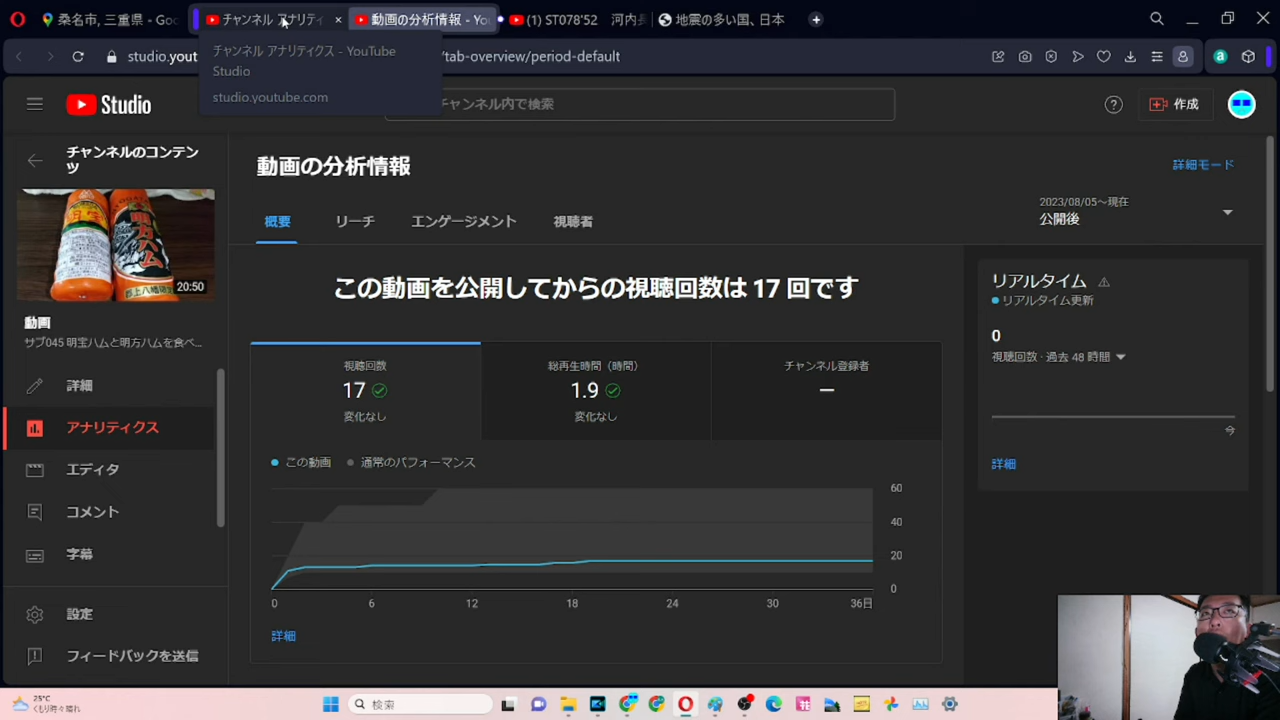 桑名市, 三重県 - Goo
チャンネル アナリティ
動画の分析情報 - You
(1) ST078'52 河内長
地震の多い国、日本
studio.yout
/tab-overview/period-default
チャンネル アナリティクス - YouTube
Studio
studio.youtube.com
Studio
チャンネル内で検索
作成
チャンネルのコンテン
ツ
20:50
動画
サブ045 明宝ハムと明方ハムを食べ...
詳細
アナリティクス
エディタ
コメント
字幕
設定
フィードバックを送信
動画の分析情報
詳細モード
概要
リーチ
エンゲージメント
視聴者
2023/08/05～現在
公開後
この動画を公開してからの視聴回数は 17 回です
視聴回数
17
変化なし
総再生時間（時間）
1.9
変化なし
チャンネル登録者
—
この動画
通常のパフォーマンス
60
40
20
0
0
6
12
18
24
30
36日
詳細
リアルタイム
リアルタイム更新
0
視聴回数・過去 48 時間
今
詳細
25°C
くもり時々晴れ
検索